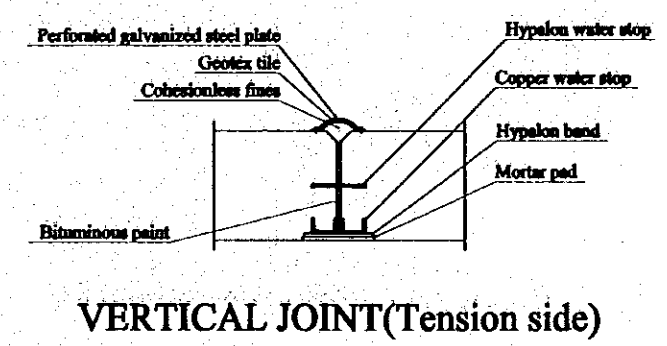 Perforated galvanized steel plate
Geotex tile
Cohesionless fines
Bituminous paint
Hypalon water stop
Copper water stop
Hypalon band
Mortar pad
VERTICAL JOINT(Tension side)